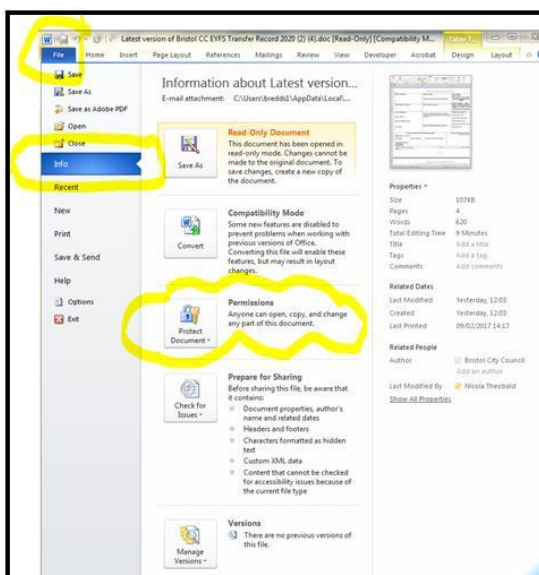 Latest version of Bristol CC EYFS Transfer Record 2020 (2) (4).doc [Read-Only] [Compatibility M...
Table T...
File Home Insert Page Layout References Mailings Review View Developer Acrobat Design Layout
Save
Save As
Save as Adobe PDF
Open
Close
Info
Recent
New
Print
Save & Send
Help
Options
Exit
Information about Latest version...
E-mail attachment: C:\Users\bredds1\AppData\Local\...
Save As
Read-Only Document
This document has been opened in
read-only mode. Changes cannot be
made to the original document. To
save changes, create a new copy of
the document.
Convert
Compatibility Mode
Some new features are disabled to
prevent problems when working with
previous versions of Office.
Converting this file will enable these
features, but may result in layout
changes.
Protect
Document
Permissions
Anyone can open, copy, and change
any part of this document.
Check for
Issues
Prepare for Sharing
Before sharing this file, be aware that
it contains:
Document properties, author's
name and related dates
Headers and footers
Characters formatted as hidden
text
Custom XML data
Content that cannot be checked
for accessibility issues because of
the current file type
Manage
Versions
Versions
There are no previous versions of
this file.
Properties
Size 107KB
Pages 4
Words 620
Total Editing Time 9 Minutes
Title Add a title
Tags Add a tag
Comments Add comments
Related Dates
Last Modified Yesterday, 12:03
Created Yesterday, 12:03
Last Printed 09/02/2017 14:17
Related People
Author Bristol City Council
Add an author
Last Modified By Nicola Theobald
Show All Properties